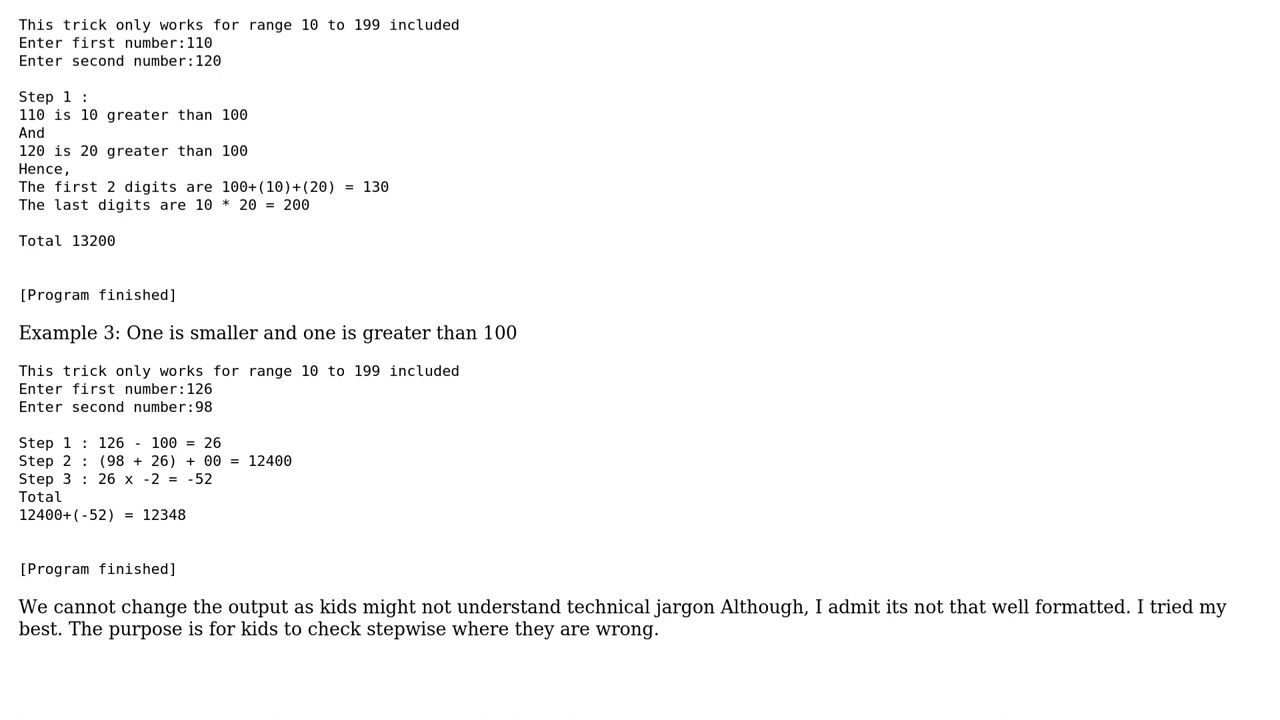 This trick only works for range 10 to 199 included
Enter first number:110
Enter second number:120
Step 1 :
110 is 10 greater than 100
And
120 is 20 greater than 100
Hence,
The first 2 digits are 100+(10)+(20) = 130
The last digits are 10 * 20 = 200
Total 13200
[Program finished]
Example 3: One is smaller and one is greater than 100
This trick only works for range 10 to 199 included
Enter first number:126
Enter second number:98
Step 1 : 126 - 100 = 26
Step 2 : (98 + 26) + 00 = 12400
Step 3 : 26 x -2 = -52
Total
12400+(-52) = 12348
[Program finished]
We cannot change the output as kids might not understand technical jargon Although, I admit its not that well formatted. I tried my
best. The purpose is for kids to check stepwise where they are wrong.